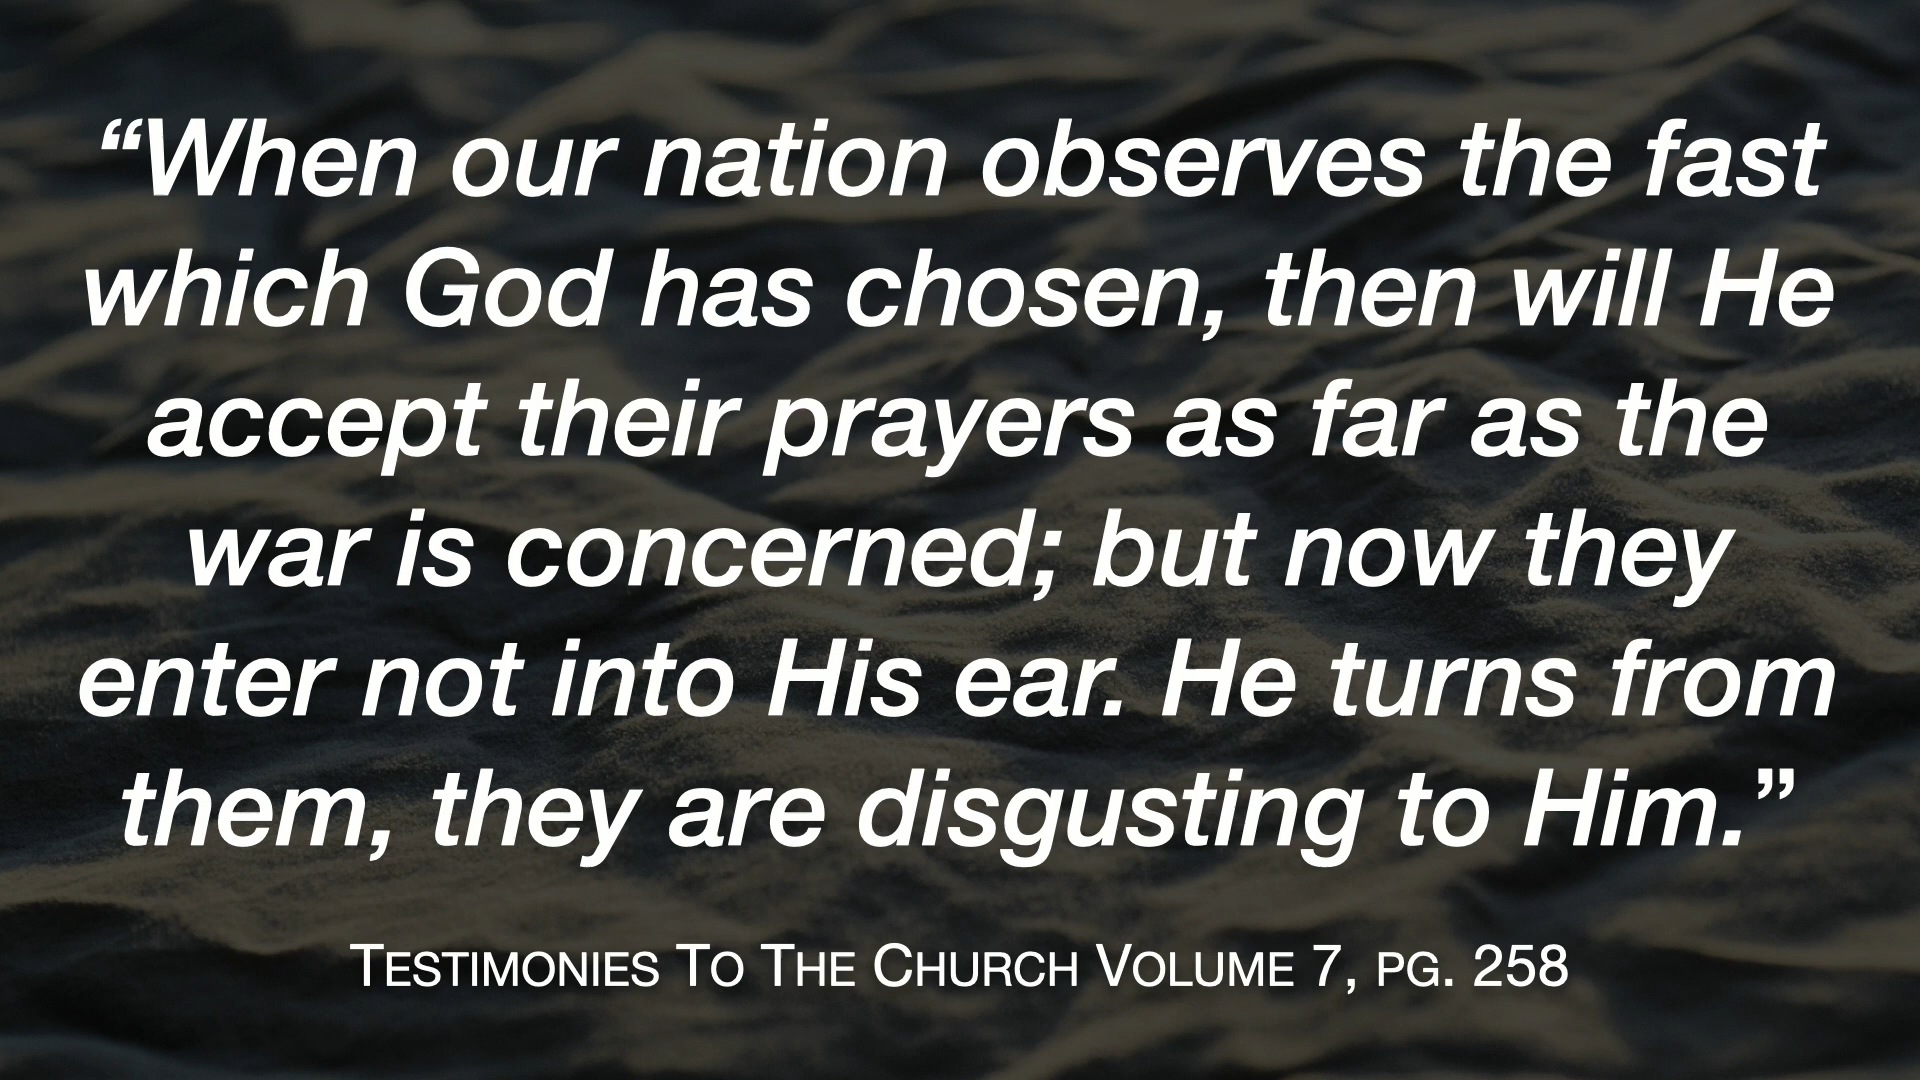 “When our nation observes the fast
which God has chosen, then will He
accept their prayers as far as the
war is concerned; but now they
enter not into His ear. He turns from
them, they are disgusting to Him.”
Testimonies To The Church Volume 7, pg. 258